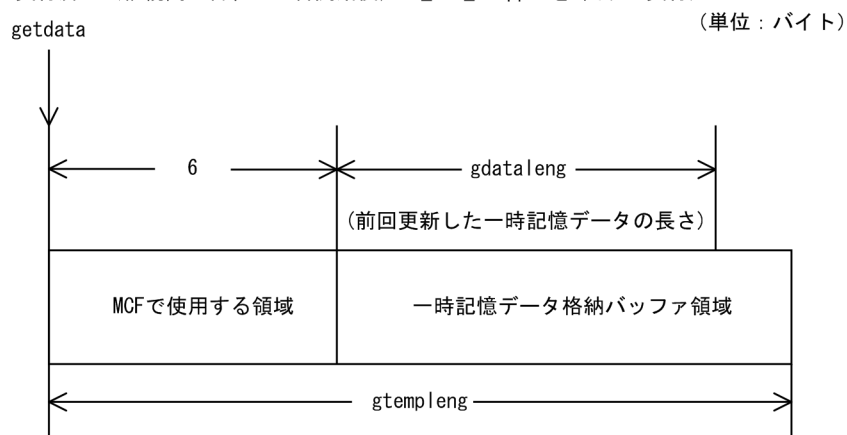 (単位:バイト)
getdata
6
gdataleng
(前回更新した一時記憶データの長さ)
MCFで使用する領域
一時記憶データ格納バッファ領域
gtempleng